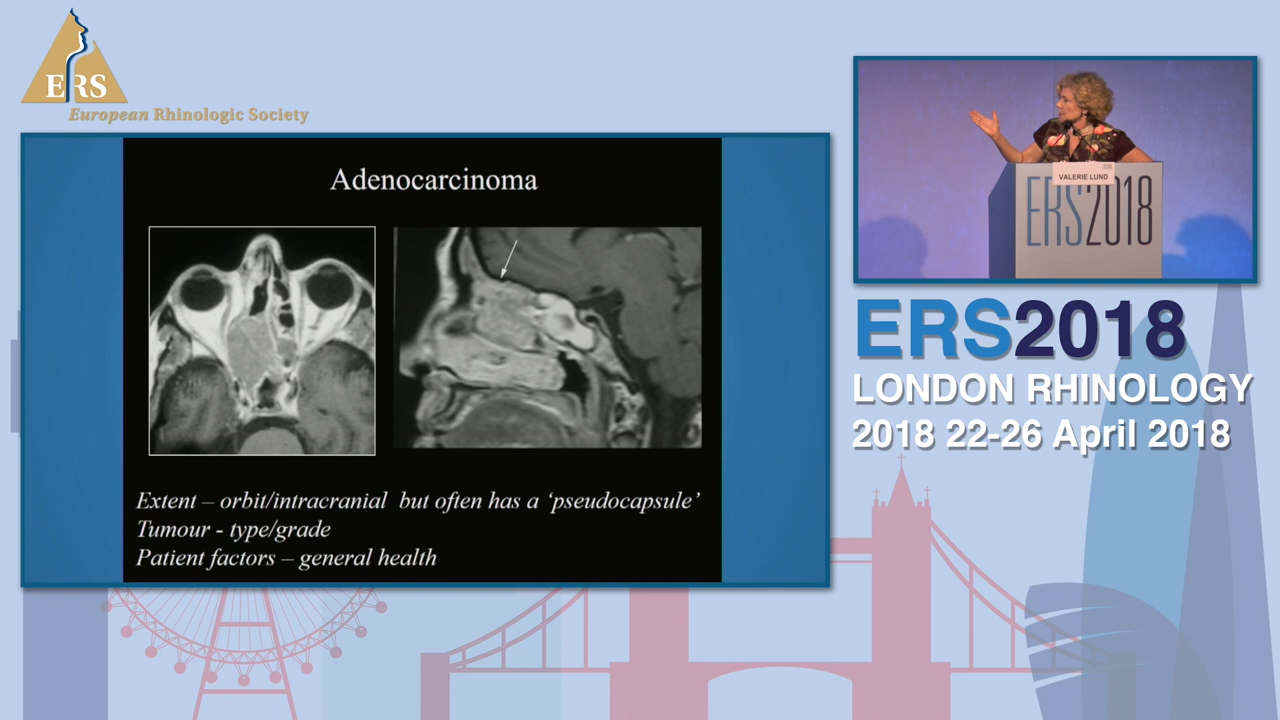 ERS
European Rhinologic Society
Adenocarcinoma
Extent – orbit/intracranial but often has a ‘pseudocapsule’
Tumour - type/grade
Patient factors – general health
VALERIE LUND
ERS2018
ERS2018
LONDON RHINOLOGY
2018 22-26 April 2018